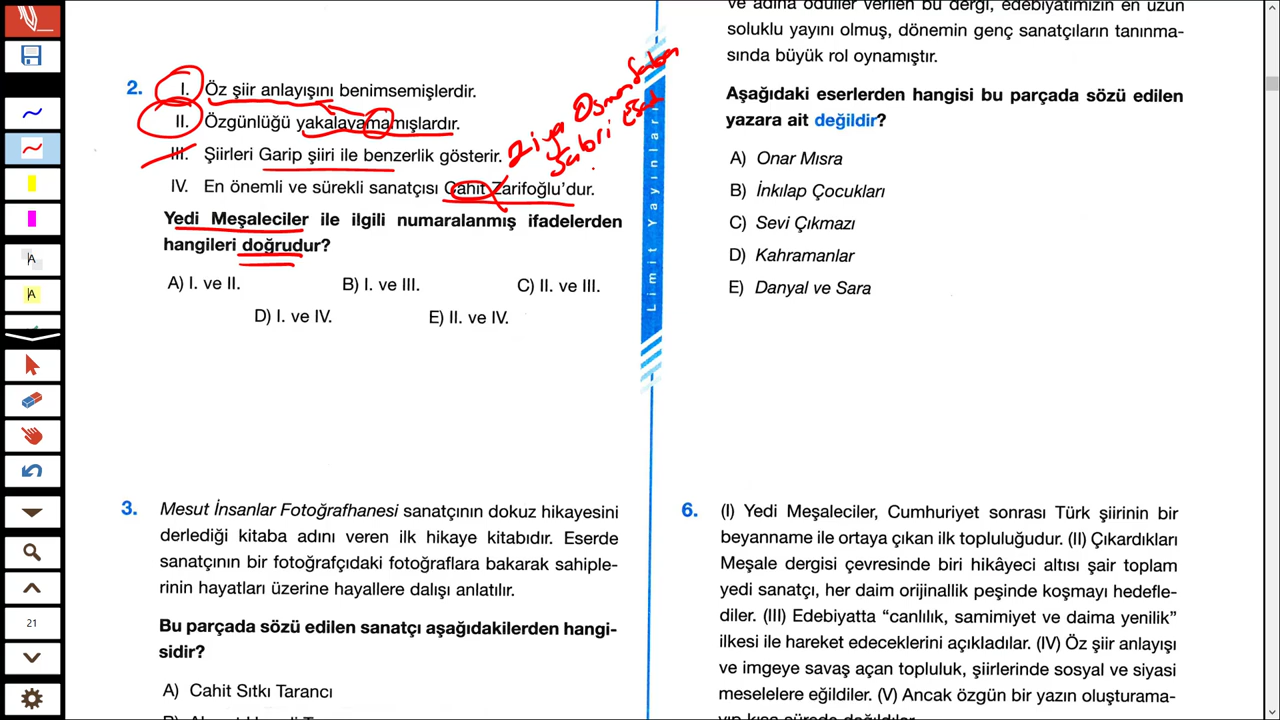 2. I. Öz şiir anlayışını benimsemişlerdir.
II. Özgünlüğü yakalayamamışlardır.
III. Şiirleri Garip şiiri ile benzerlik gösterir.
IV. En önemli ve sürekli sanatçısı Cahit Zarifoğlu’dur.
Ziya Osman Saba
Sabri Esat
Yedi Meşaleciler ile ilgili numaralanmış ifadelerden
hangileri doğrudur?
A) I. ve II. B) I. ve III. C) II. ve III.
D) I. ve IV. E) II. ve IV.
3. Mesut İnsanlar Fotoğrafhanesi sanatçının dokuz hikayesini
derlediği kitaba adını veren ilk hikaye kitabıdır. Eserde
sanatçının bir fotoğrafçıdaki fotoğraflara bakarak sahiple-
rinin hayatları üzerine hayallere dalışı anlatılır.
Bu parçada sözü edilen sanatçı aşağıdakilerden hangi-
sidir?
A) Cahit Sıtkı Tarancı
Limit Yayınları
ve adına ödüller verilen bu dergi, edebiyatımızın en uzun
soluklu yayını olmuş, dönemin genç sanatçıların tanınma-
sında büyük rol oynamıştır.
Aşağıdaki eserlerden hangisi bu parçada sözü edilen
yazara ait değildir?
A) Onar Mısra
B) İnkılap Çocukları
C) Sevi Çıkmazı
D) Kahramanlar
E) Danyal ve Sara
6. (I) Yedi Meşaleciler, Cumhuriyet sonrası Türk şiirinin bir
beyanname ile ortaya çıkan ilk topluluğudur. (II) Çıkardıkları
Meşale dergisi çevresinde biri hikâyeci altısı şair toplam
yedi sanatçı, her daim orijinallik peşinde koşmayı hedefle-
diler. (III) Edebiyatta “canlılık, samimiyet ve daima yenilik”
ilkesi ile hareket edeceklerini açıkladılar. (IV) Öz şiir anlayışı
ve imgeye savaş açan topluluk, şiirlerinde sosyal ve siyasi
meselelere eğildiler. (V) Ancak özgün bir yazın oluşturama-
yıp kısa sürede dağıldılar.
A
A
21